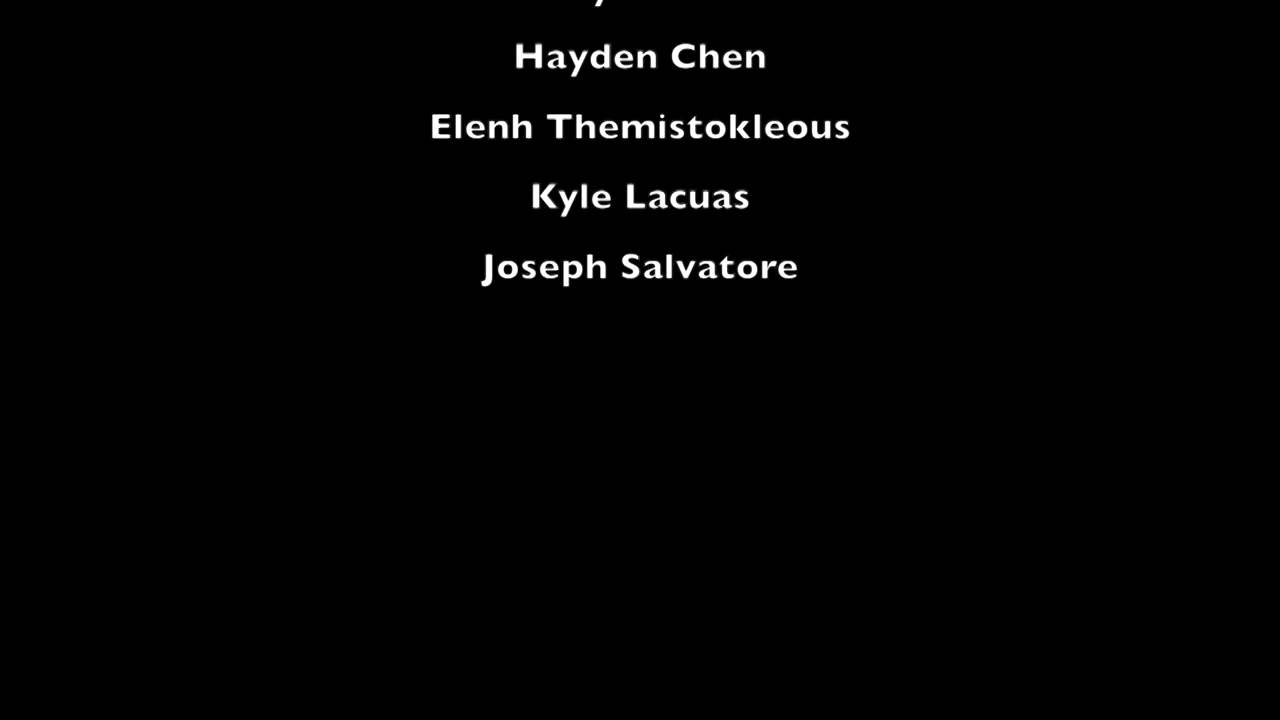 Hayden Chen
Elenh Themistokleous
Kyle Lacuas
Joseph Salvatore